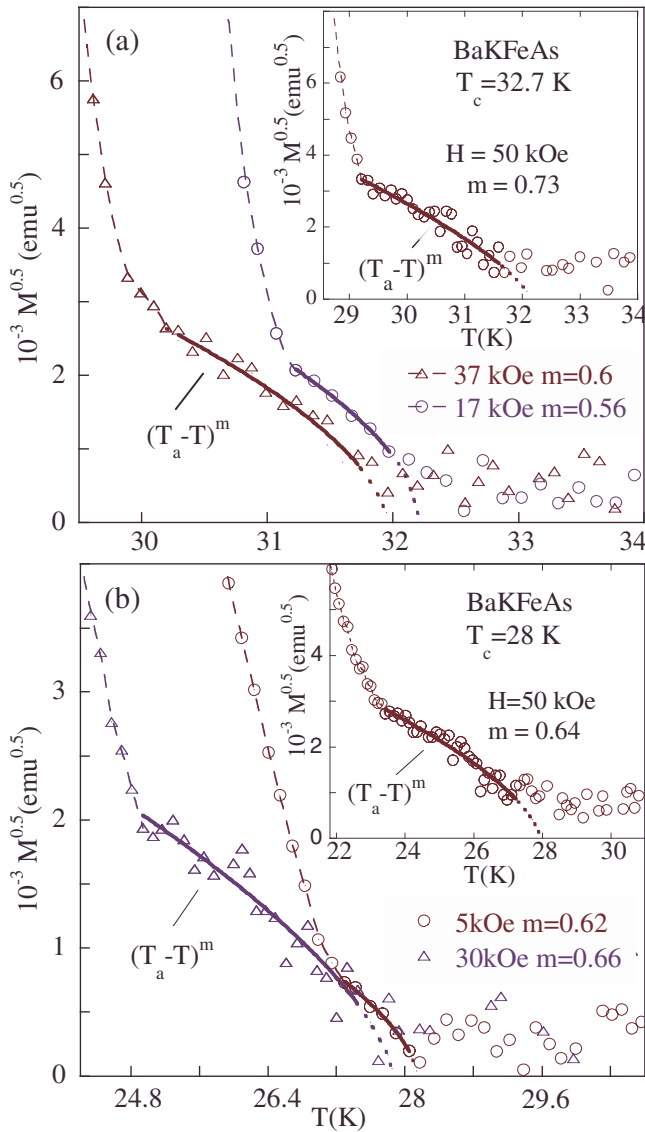 (a)
10^-3 M^0.5 (emu^0.5)
6
4
2
0
30
31
32
33
34
BaKFeAs
T_c=32.7 K
H = 50 kOe
m = 0.73
10^-3 M^0.5(emu^0.5)
6
4
2
0
(T_a-T)^m
29
30
31
32
33
34
T(K)
37 kOe m=0.6
17 kOe m=0.56
(T_a-T)^m
(b)
10^-3 M^0.5(emu^0.5)
3
2
1
0
BaKFeAs
T_c=28 K
H=50 kOe
m = 0.64
10^-3 M^0.5(emu^0.5)
4
2
0
(T_a-T)^m
22
24
26
28
30
T(K)
(T_a-T)^m
5kOe m=0.62
30kOe m=0.66
24.8
26.4
28
29.6
T(K)